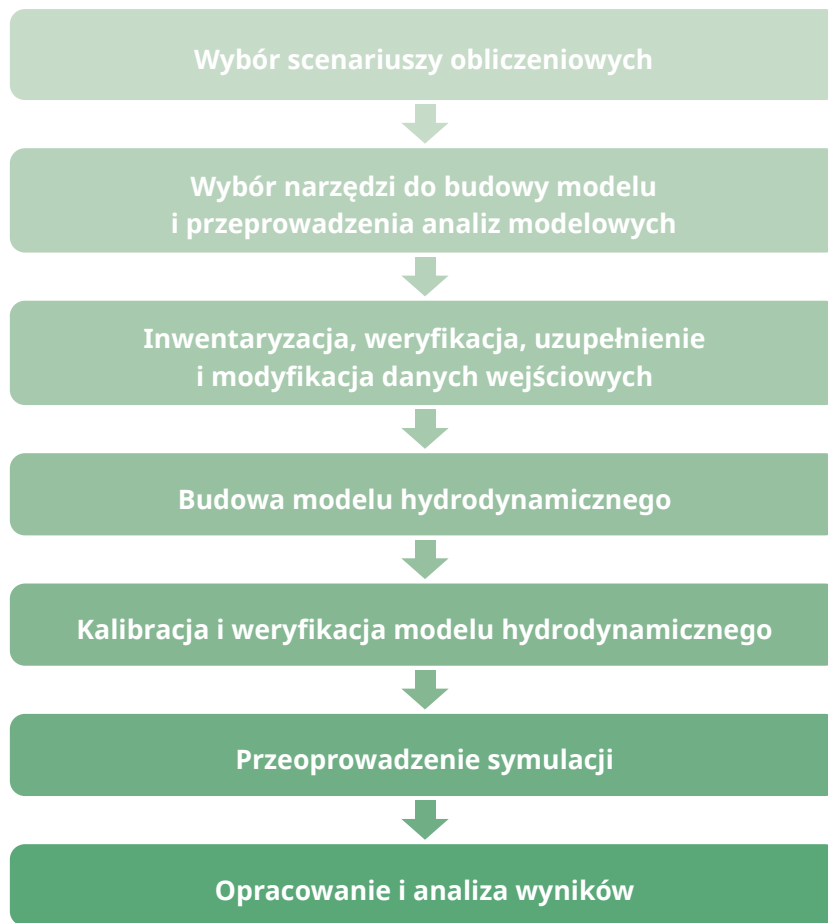 Wybór scenariuszy obliczeniowych
Wybór narzędzi do budowy modelu
i przeprowadzenia analiz modelowych
Inwentaryzacja, weryfikacja, uzupełnienie
i modyfikacja danych wejściowych
Budowa modelu hydrodynamicznego
Kalibracja i weryfikacja modelu hydrodynamicznego
Przeoprowadzenie symulacji
Opracowanie i analiza wyników